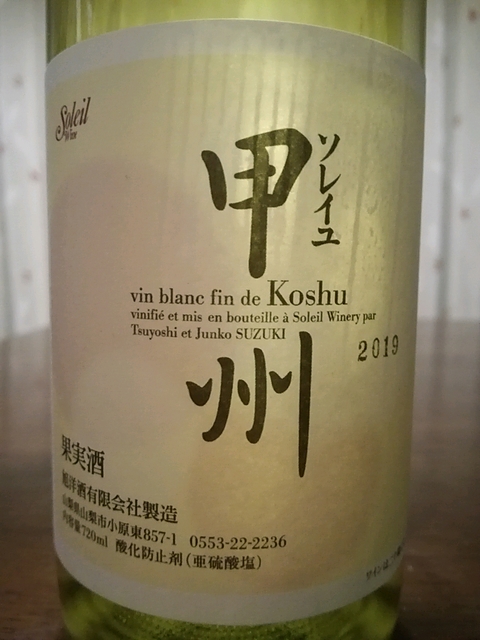 Soleil
Wine
甲州
ソレイユ
vin blanc fin de Koshu
vinifié et mis en bouteille à Soleil Winery par
Tsuyoshi et Junko SUZUKI
2019
果実酒
旭洋酒有限会社製造
山梨県山梨市小原東857-1 0553-22-2236
内容量720ml 酸化防止剤(亜硫酸塩)